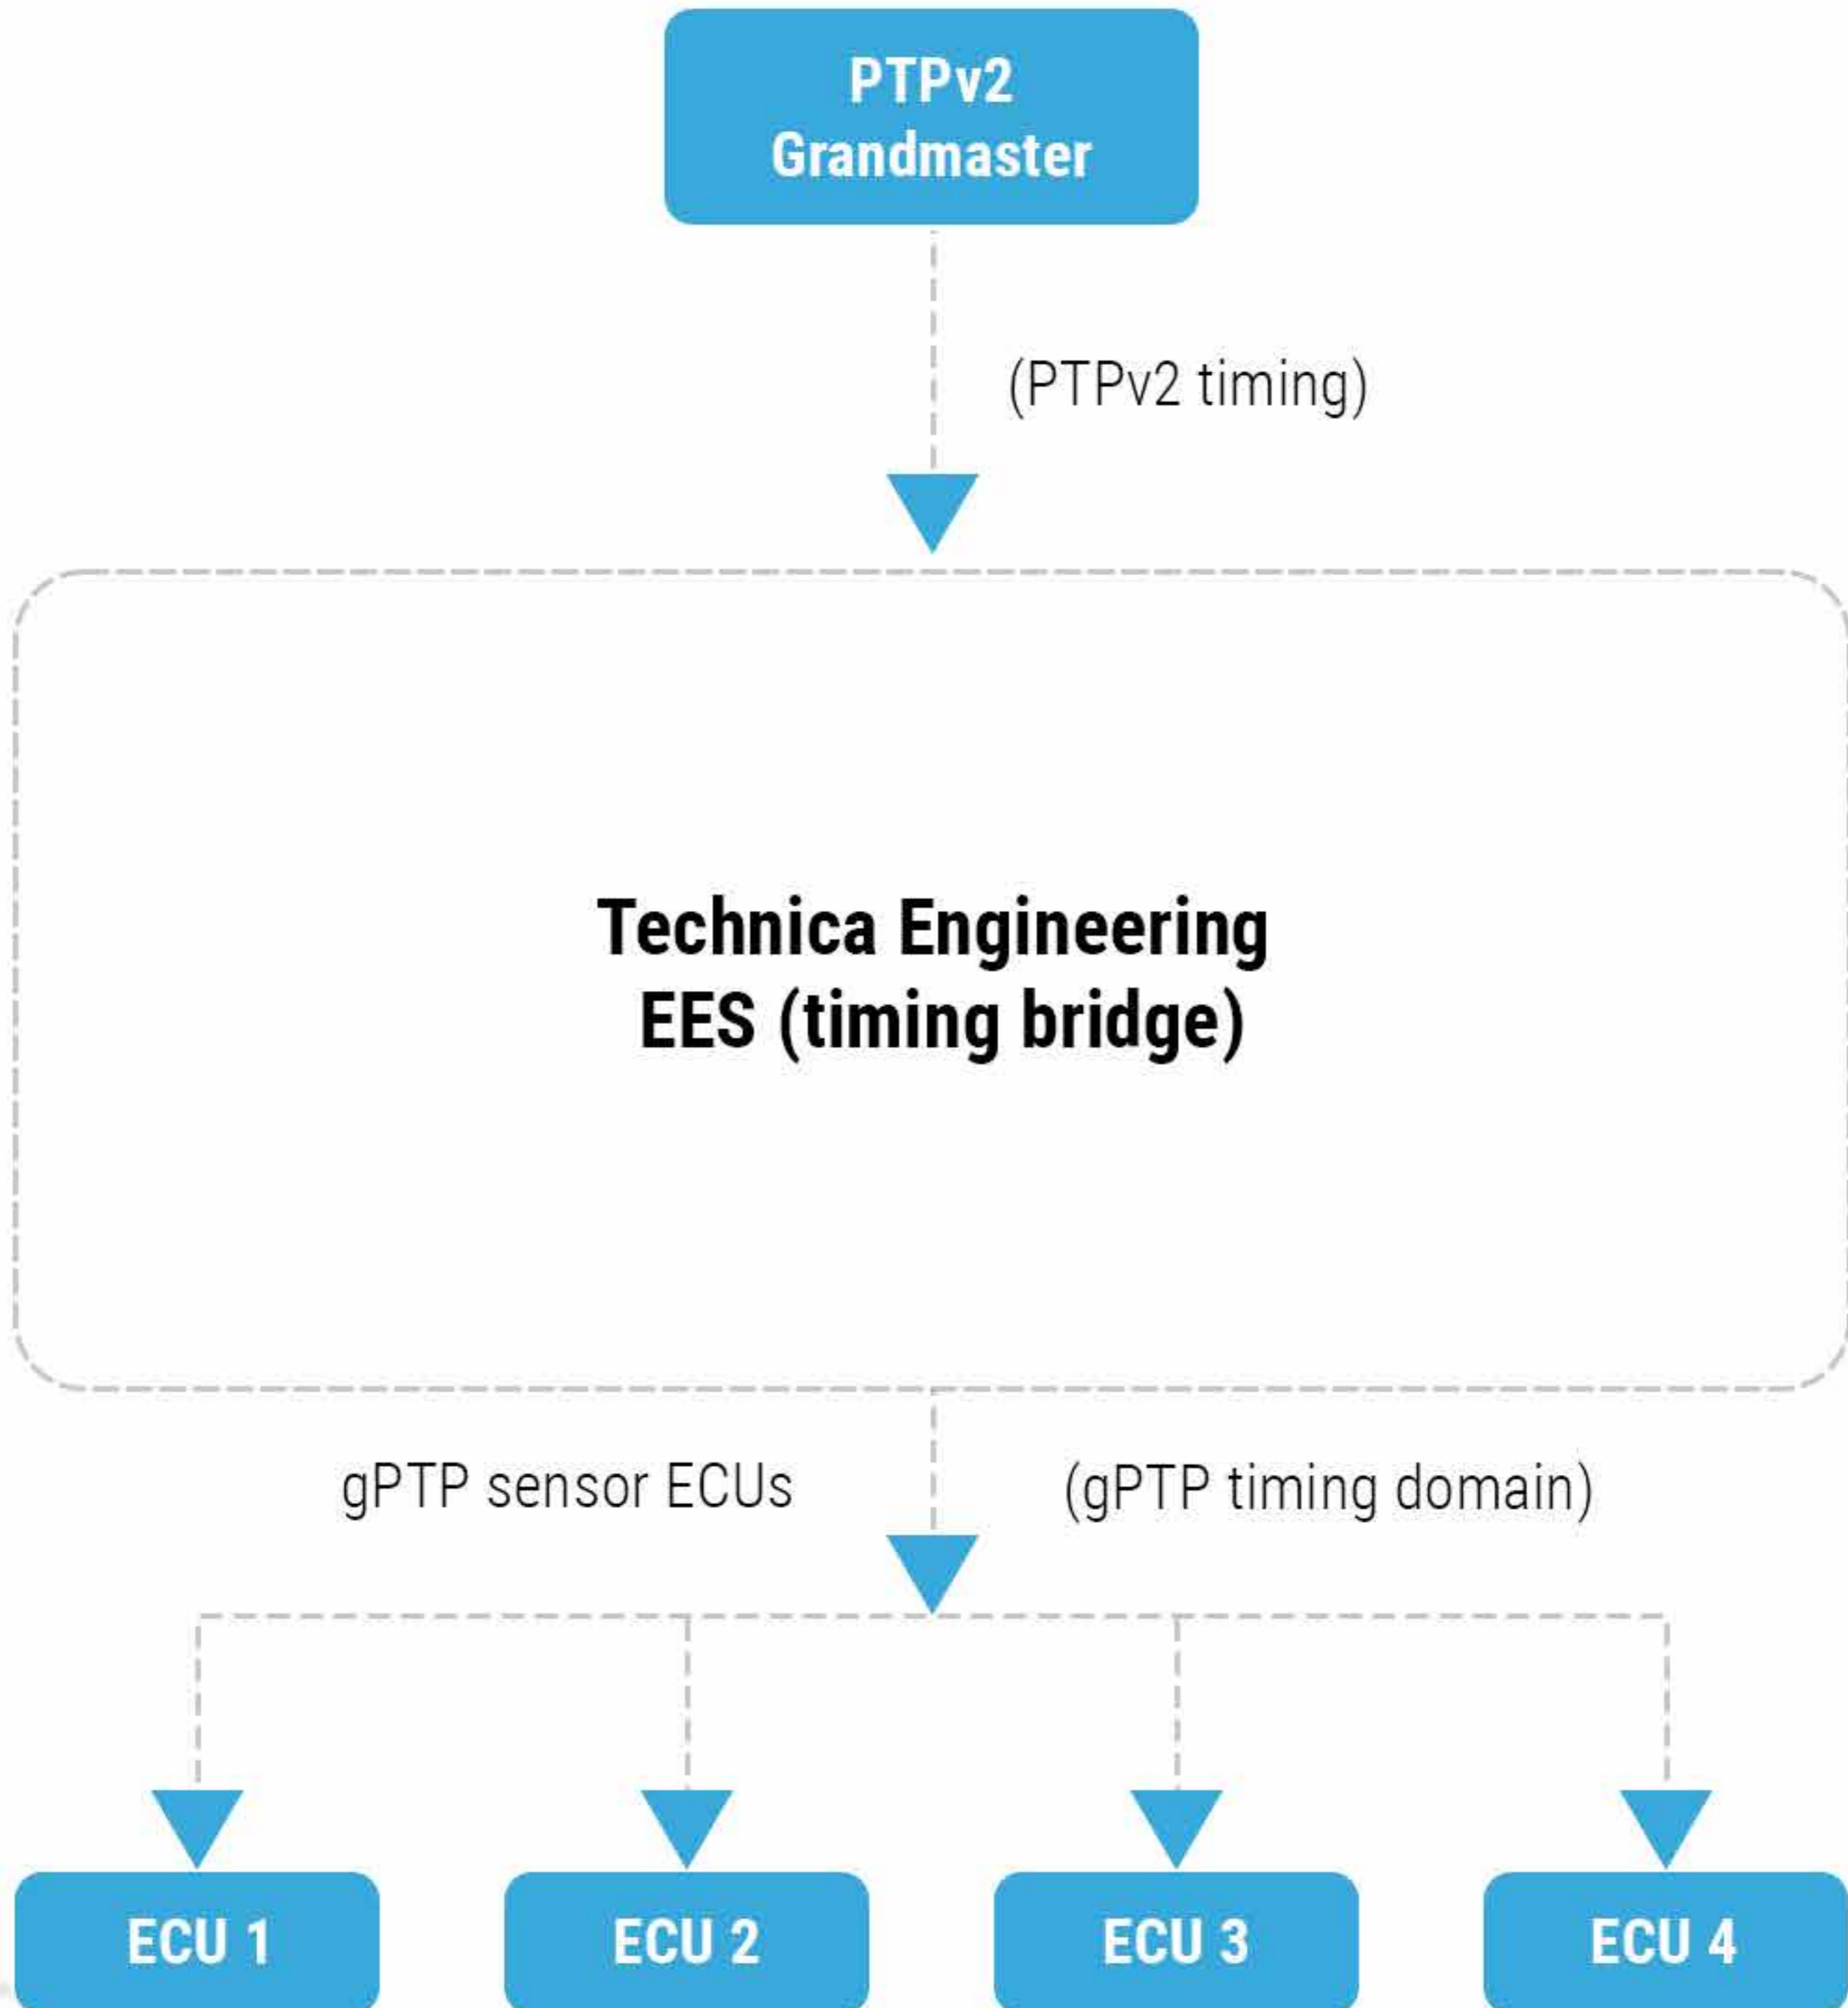 PTPv2
Grandmaster
(PTPv2 timing)
Technica Engineering
EES (timing bridge)
gPTP sensor ECUs
(gPTP timing domain)
ECU 1
ECU 2
ECU 3
ECU 4